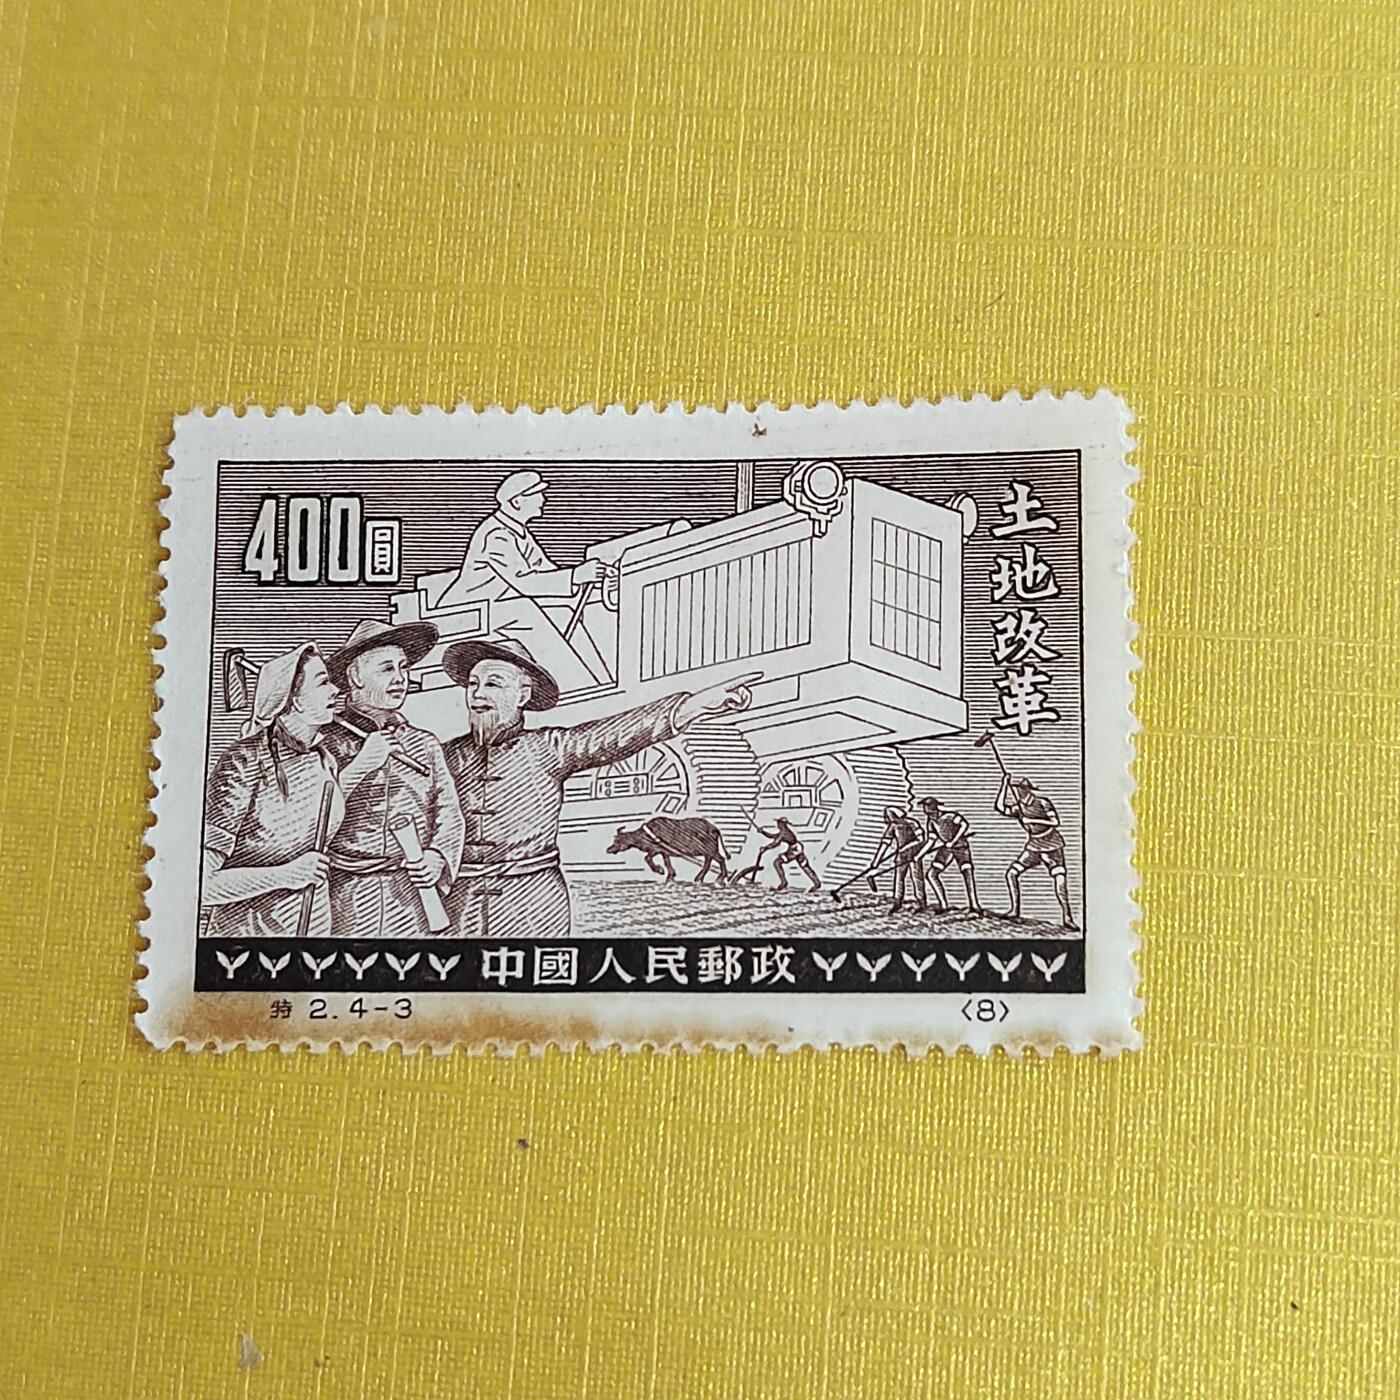 400圓
土地改革
中國人民郵政
特 2.4-3
〈8〉